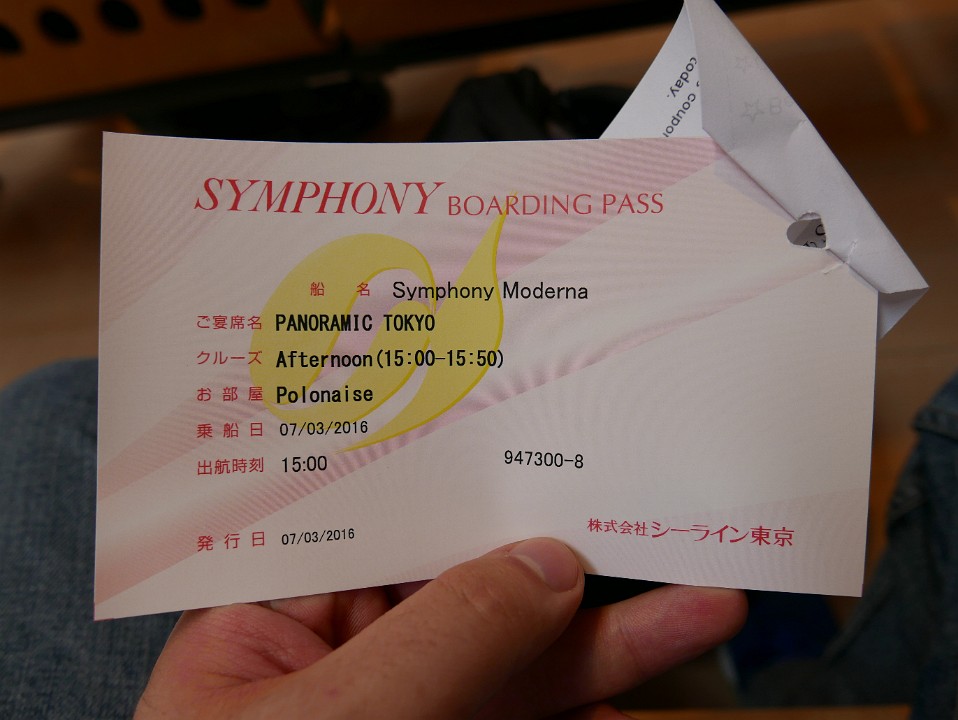 coupon
today.
SYMPHONY BOARDING PASS
船 名 Symphony Moderna
ご宴席名 PANORAMIC TOKYO
クルーズ Afternoon(15:00-15:50)
お部屋 Polonaise
乗船日 07/03/2016
出航時刻 15:00 947300-8
発行日 07/03/2016
株式会社シーライン東京